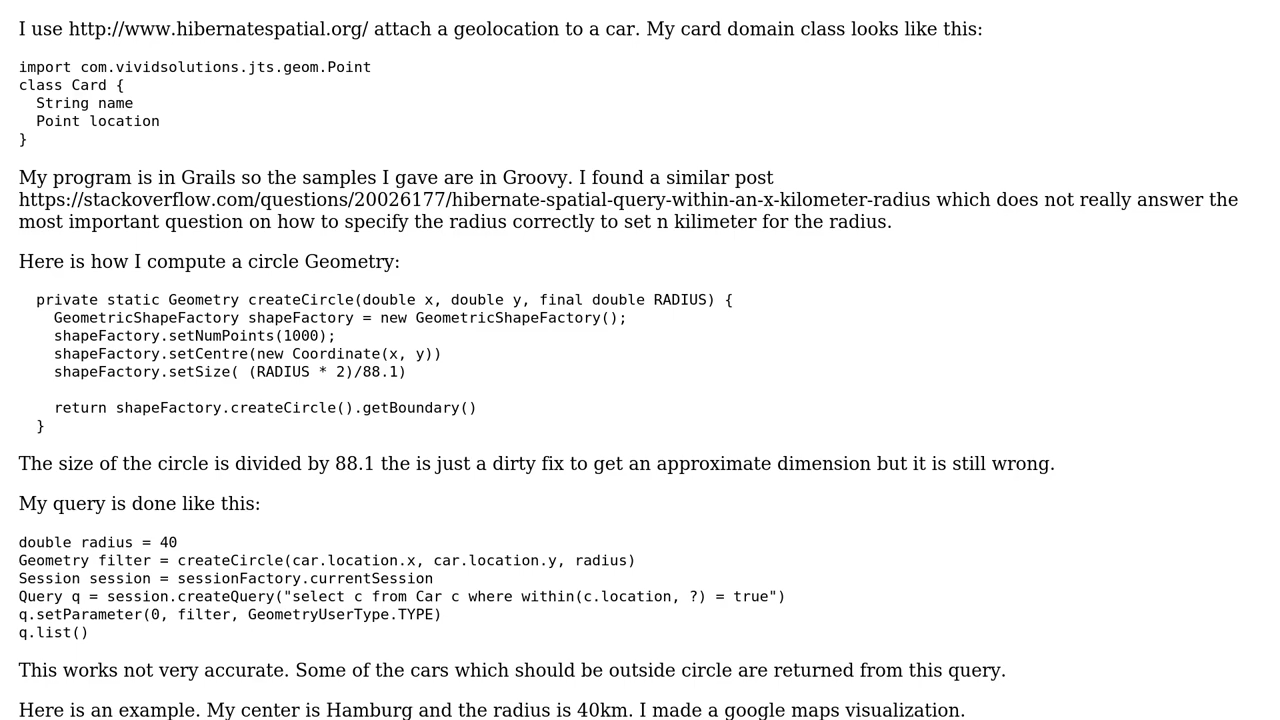 I use http://www.hibernatespatial.org/ attach a geolocation to a car. My card domain class looks like this:
import com.vividsolutions.jts.geom.Point
class Card {
  String name
  Point location
}
My program is in Grails so the samples I gave are in Groovy. I found a similar post
https://stackoverflow.com/questions/20026177/hibernate-spatial-query-within-an-x-kilometer-radius which does not really answer the
most important question on how to specify the radius correctly to set n kilimeter for the radius.
Here is how I compute a circle Geometry:
  private static Geometry createCircle(double x, double y, final double RADIUS) {
    GeometricShapeFactory shapeFactory = new GeometricShapeFactory();
    shapeFactory.setNumPoints(1000);
    shapeFactory.setCentre(new Coordinate(x, y))
    shapeFactory.setSize( (RADIUS * 2)/88.1)
    return shapeFactory.createCircle().getBoundary()
  }
The size of the circle is divided by 88.1 the is just a dirty fix to get an approximate dimension but it is still wrong.
My query is done like this:
double radius = 40
Geometry filter = createCircle(car.location.x, car.location.y, radius)
Session session = sessionFactory.currentSession
Query q = session.createQuery("select c from Car c where within(c.location, ?) = true")
q.setParameter(0, filter, GeometryUserType.TYPE)
q.list()
This works not very accurate. Some of the cars which should be outside circle are returned from this query.
Here is an example. My center is Hamburg and the radius is 40km. I made a google maps visualization.